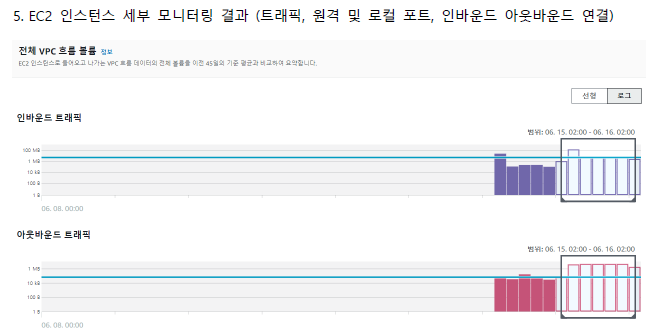 5. EC2 인스턴스 세부 모니터링 결과 (트래픽, 원격 및 로컬 포트, 인바운드 아웃바운드 연결)
전체 VPC 흐름 볼륨 정보
EC2 인스턴스로 들어오고 나가는 VPC 흐름 데이터의 전체 볼륨을 이전 45일의 기준 평균과 비교하여 요약합니다.
선형 로그
인바운드 트래픽
범위: 06. 15. 02:00 - 06. 16. 02:00
100 MB
1 MB
10 kB
100 B
1 B
06. 08. 00:00
아웃바운드 트래픽
범위: 06. 15. 02:00 - 06. 16. 02:00
1 MB
10 kB
100 B
1 B
06. 08. 00:00